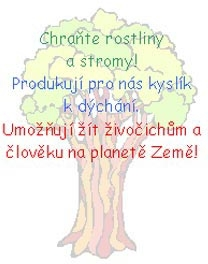 Chraňte rostliny
a stromy!
Produkují pro nás kyslík
k dýchání.
Umožňují žít živočichům a
člověku na planetě Země!